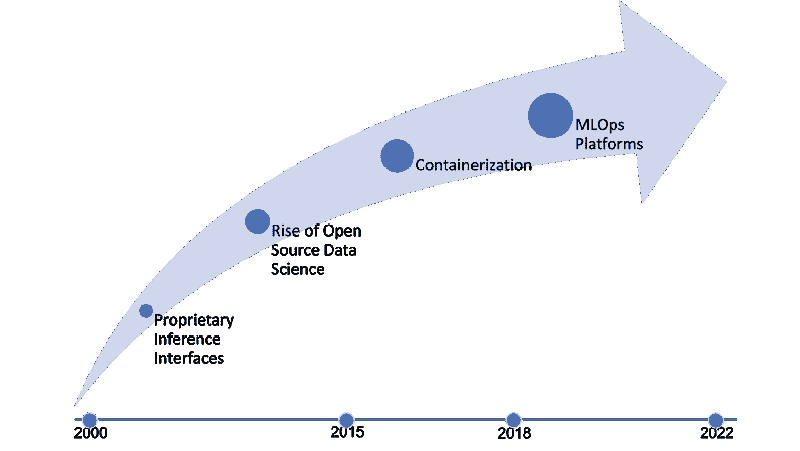 MLOps
Platforms
Containerization
Rise of Open
Source Data
Science
Proprietary
Inference
Interfaces
2000
2015
2018
2022